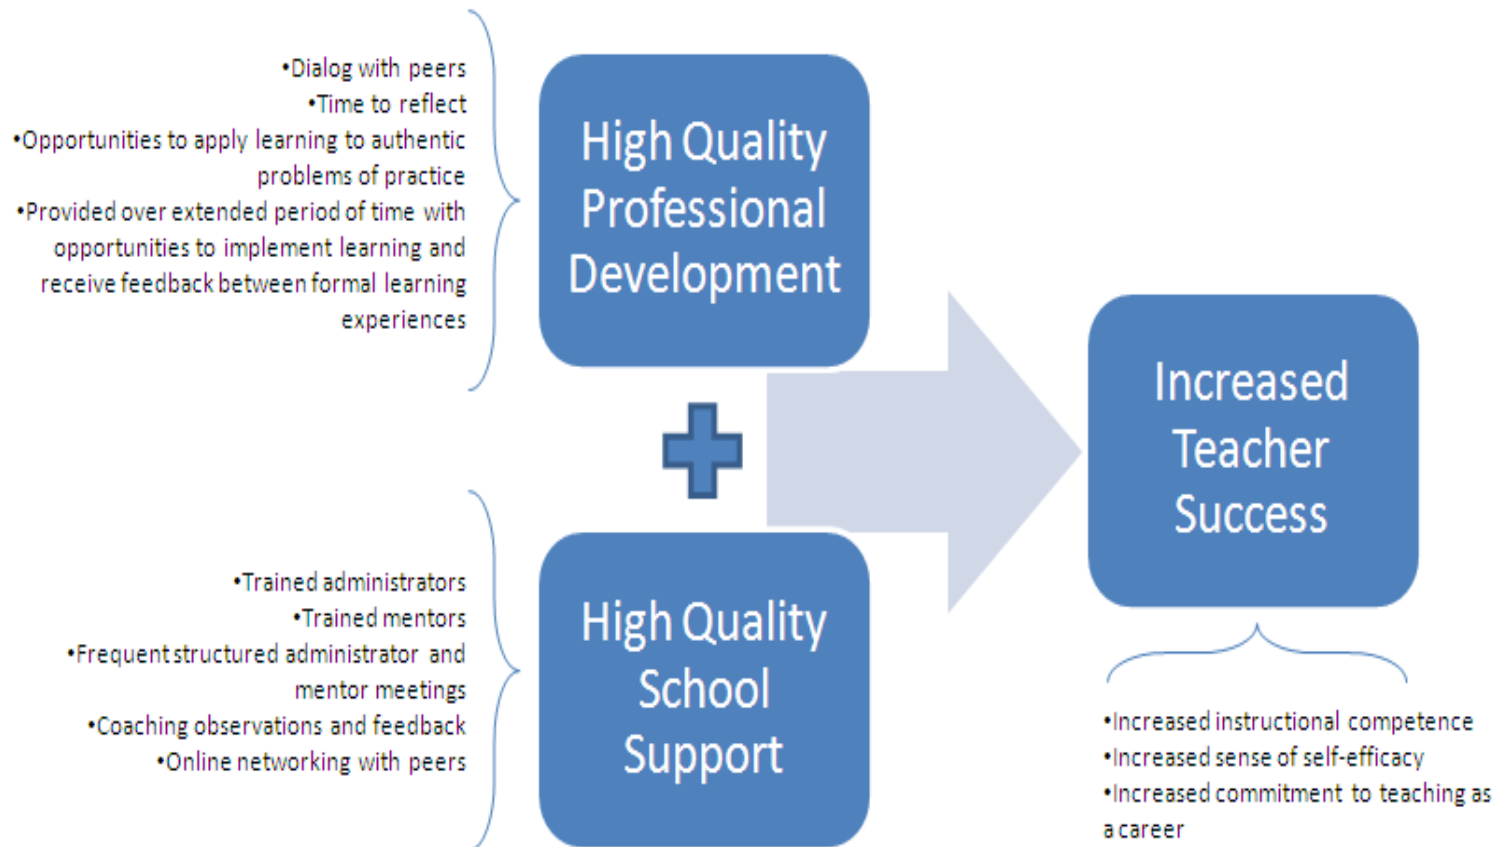 •Dialog with peers
•Time to reflect
•Opportunities to apply learning to authentic
problems of practice
•Provided over extended period of time with
opportunities to implement learning and
receive feedback between formal learning
experiences
High Quality
Professional
Development
•Trained administrators
•Trained mentors
•Frequent structured administrator and
mentor meetings
•Coaching observations and feedback
•Online networking with peers
High Quality
School
Support
Increased
Teacher
Success
•Increased instructional competence
•Increased sense of self-efficacy
•Increased commitment to teaching as
a career